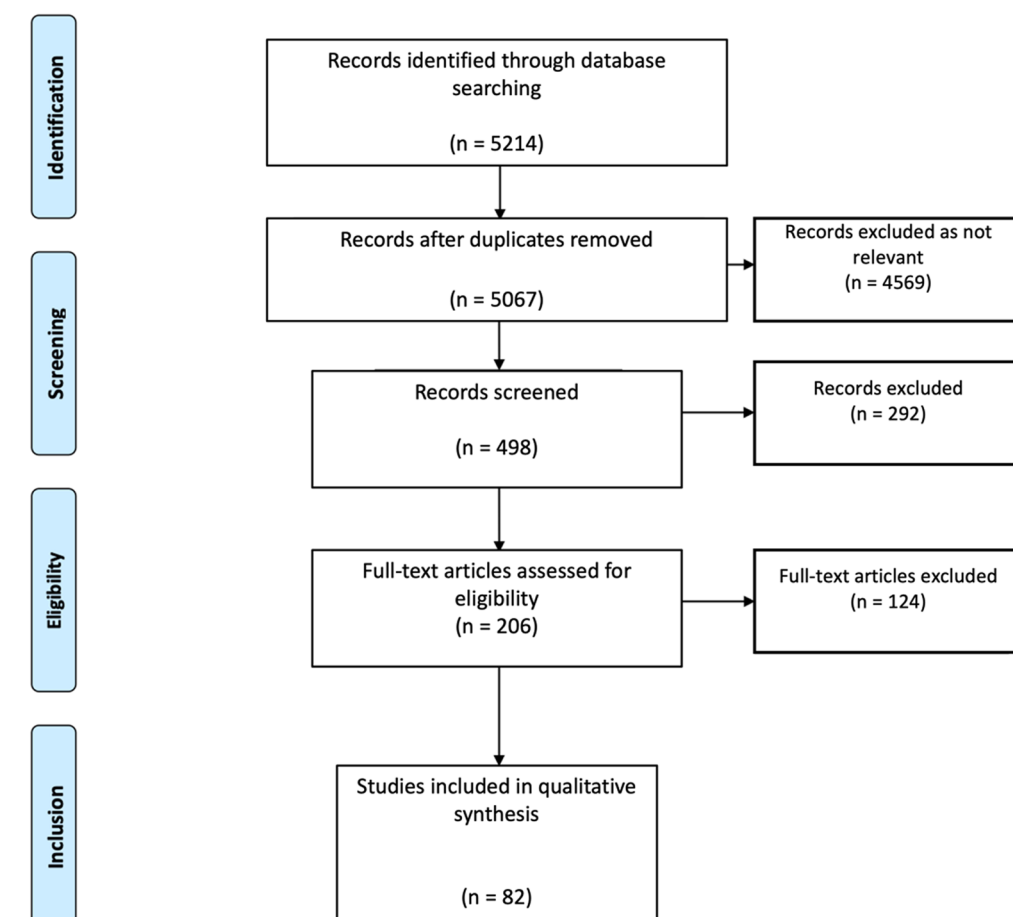 Identification
Records identified through database
searching
(n = 5214)
Records after duplicates removed
(n = 5067)
Records excluded as not
relevant
(n = 4569)
Screening
Records screened
(n = 498)
Records excluded
(n = 292)
Eligibility
Full-text articles assessed for
eligibility
(n = 206)
Full-text articles excluded
(n = 124)
Inclusion
Studies included in qualitative
synthesis
(n = 82)